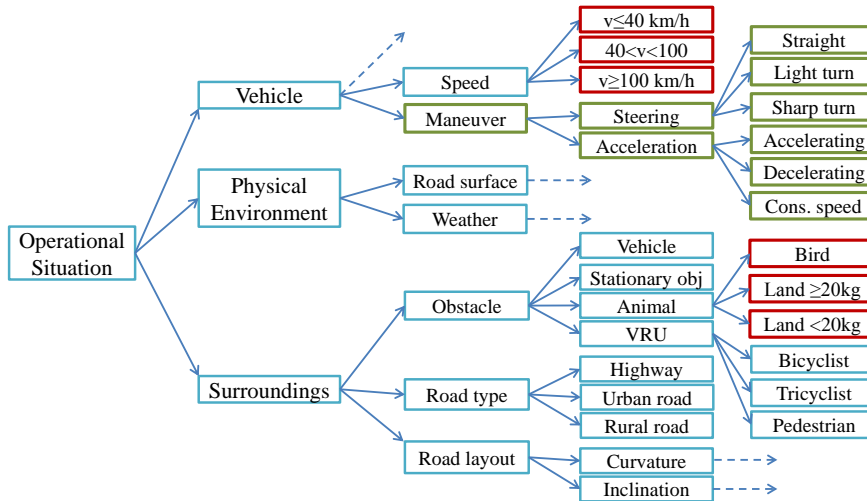 Operational
Situation
Vehicle
Physical
Environment
Surroundings
Speed
Maneuver
Road surface
Weather
Obstacle
Road type
Road layout
v≤40 km/h
40<v<100
v≥100 km/h
Steering
Acceleration
Vehicle
Stationary obj
Animal
VRU
Highway
Urban road
Rural road
Curvature
Inclination
Straight
Light turn
Sharp turn
Accelerating
Decelerating
Cons. speed
Bird
Land ≥20kg
Land <20kg
Bicyclist
Tricyclist
Pedestrian